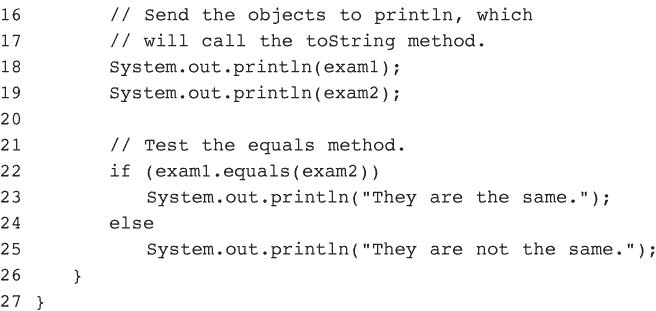 16        // Send the objects to println, which
17        // will call the toString method.
18        System.out.println(exam1);
19        System.out.println(exam2);
20
21        // Test the equals method.
22        if (exam1.equals(exam2))
23            System.out.println("They are the same.");
24        else
25            System.out.println("They are not the same.");
26    }
27 }